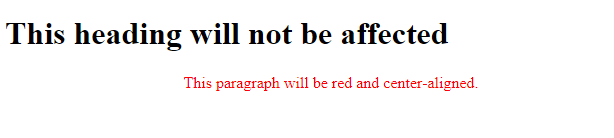 This heading will not be affected
This paragraph will be red and center-aligned.